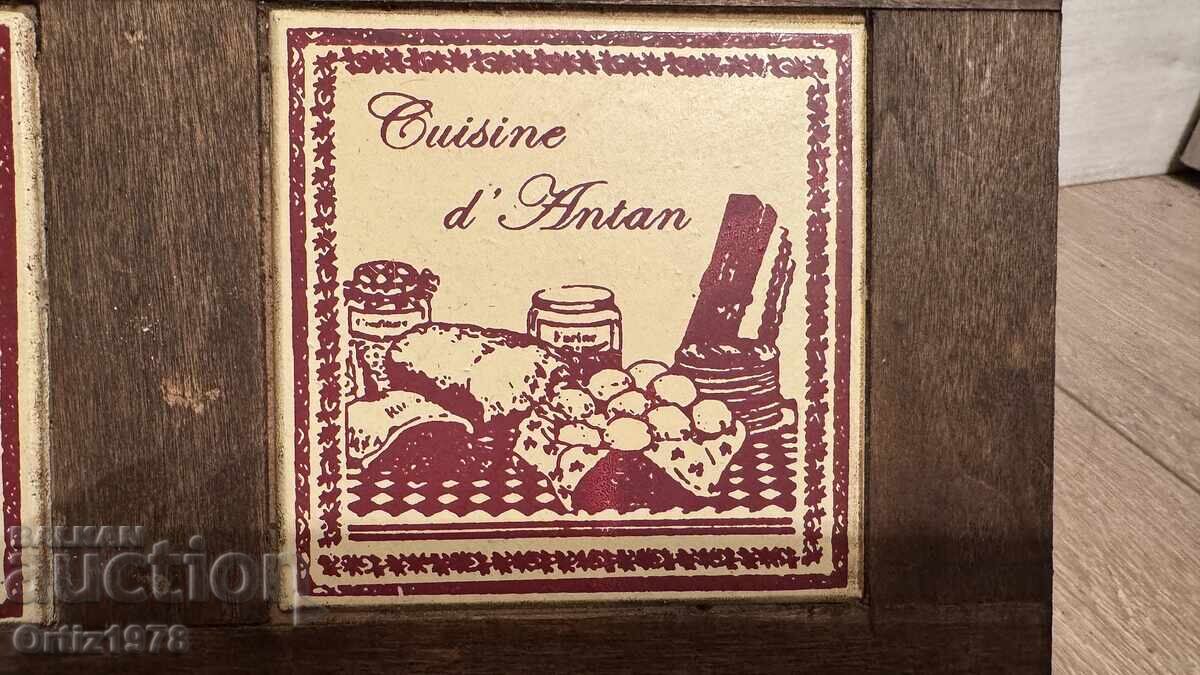 Cuisine
d'Antan
BALKAN
auction
Ortiz1978